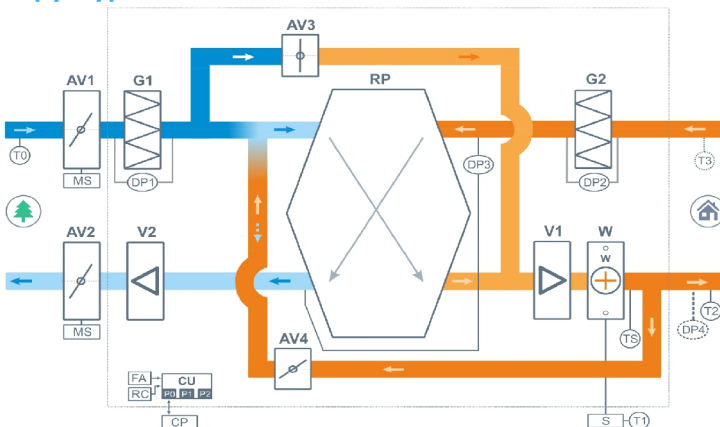 AV3
AV1
G1
RP
G2
T0
MS
DP1
DP3
DP2
T3
AV2
V2
V1
W
W
MS
TS
T2
DP4
AV4
FA
RC
CU
P0 P1 P2
CP
S
T1